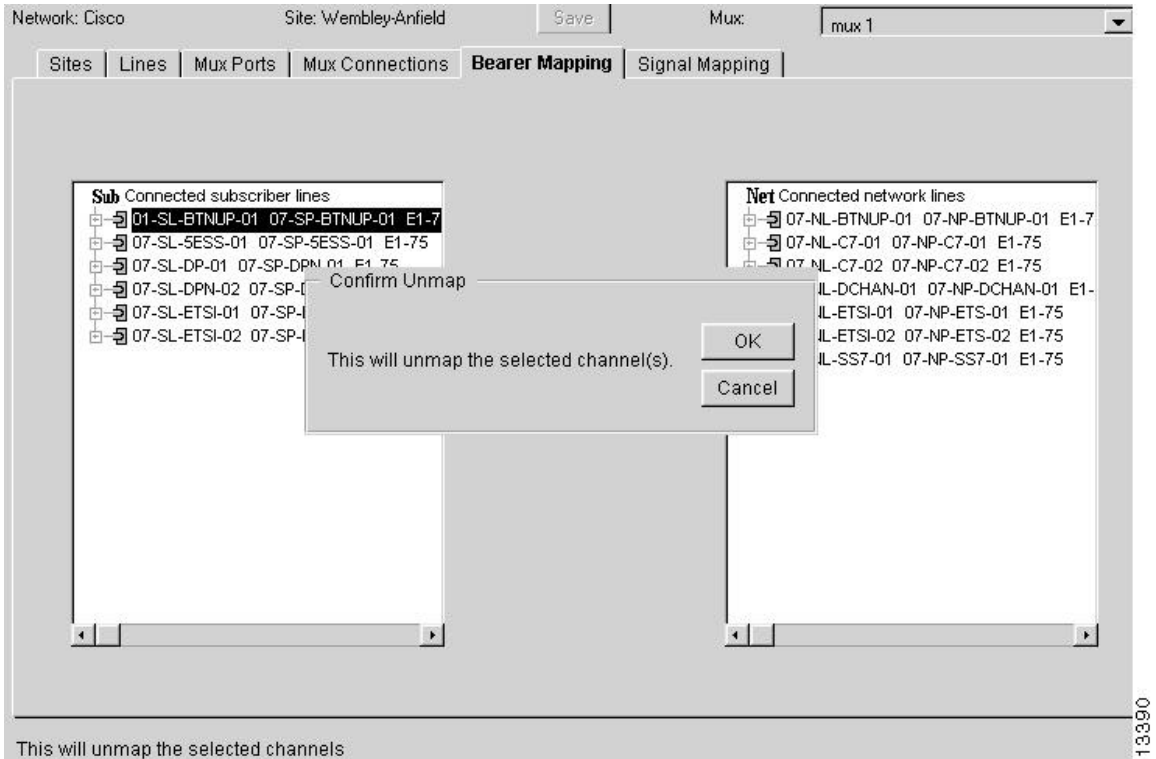 Network: Cisco Site: Wembley-Anfield Save Mux: mux 1
Sites Lines Mux Ports Mux Connections Bearer Mapping Signal Mapping
Sub Connected subscriber lines
01-SL-BTNUP-01 07-SP-BTNUP-01 E1-7
07-SL-5ESS-01 07-SP-5ESS-01 E1-75
07-SL-DP-01 07-SP-DPN-01 E1-75
07-SL-DPN-02 07-SP-
07-SL-ETSI-01 07-SP-
07-SL-ETSI-02 07-SP-
Confirm Unmap
This will unmap the selected channel(s).
OK
Cancel
Net Connected network lines
07-NL-BTNUP-01 07-NP-BTNUP-01 E1-7
07-NL-C7-01 07-NP-C7-01 E1-75
07-NL-C7-02 07-NP-C7-02 E1-75
NL-DCHAN-01 07-NP-DCHAN-01 E1-
NL-ETSI-01 07-NP-ETS-01 E1-75
NL-ETSI-02 07-NP-ETS-02 E1-75
NL-SS7-01 07-NP-SS7-01 E1-75
This will unmap the selected channels
13390